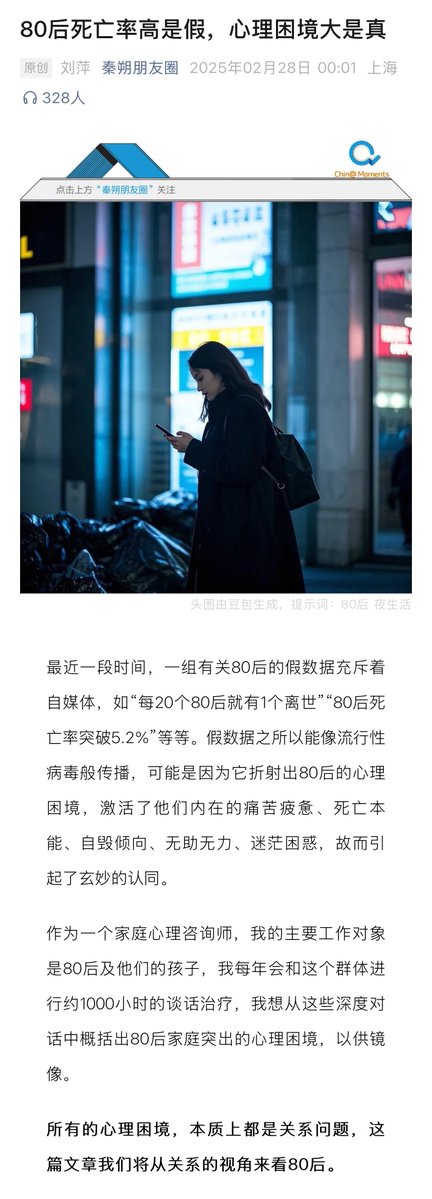 80后死亡率高是假，心理困境大是真
原创 刘萍 秦朔朋友圈 2025年02月28日 00:01 上海
328人
Chin@ Moments
点击上方“秦朔朋友圈”关注
头图由豆包生成，提示词：80后 夜生活
最近一段时间，一组有关80后的假数据充斥着
自媒体，如“每20个80后就有1个离世”“80后死
亡率突破5.2%”等等。假数据之所以能像流行性
病毒般传播，可能是因为它折射出80后的心理
困境，激活了他们内在的痛苦疲惫、死亡本
能、自毁倾向、无助无力、迷茫困惑，故而引
起了玄妙的认同。
作为一个家庭心理咨询师，我的主要工作对象
是80后及他们的孩子，我每年会和这个群体进
行约1000小时的谈话治疗，我想从这些深度对
话中概括出80后家庭突出的心理困境，以供镜
像。
所有的心理困境，本质上都是关系问题，这
篇文章我们将从关系的视角来看80后。